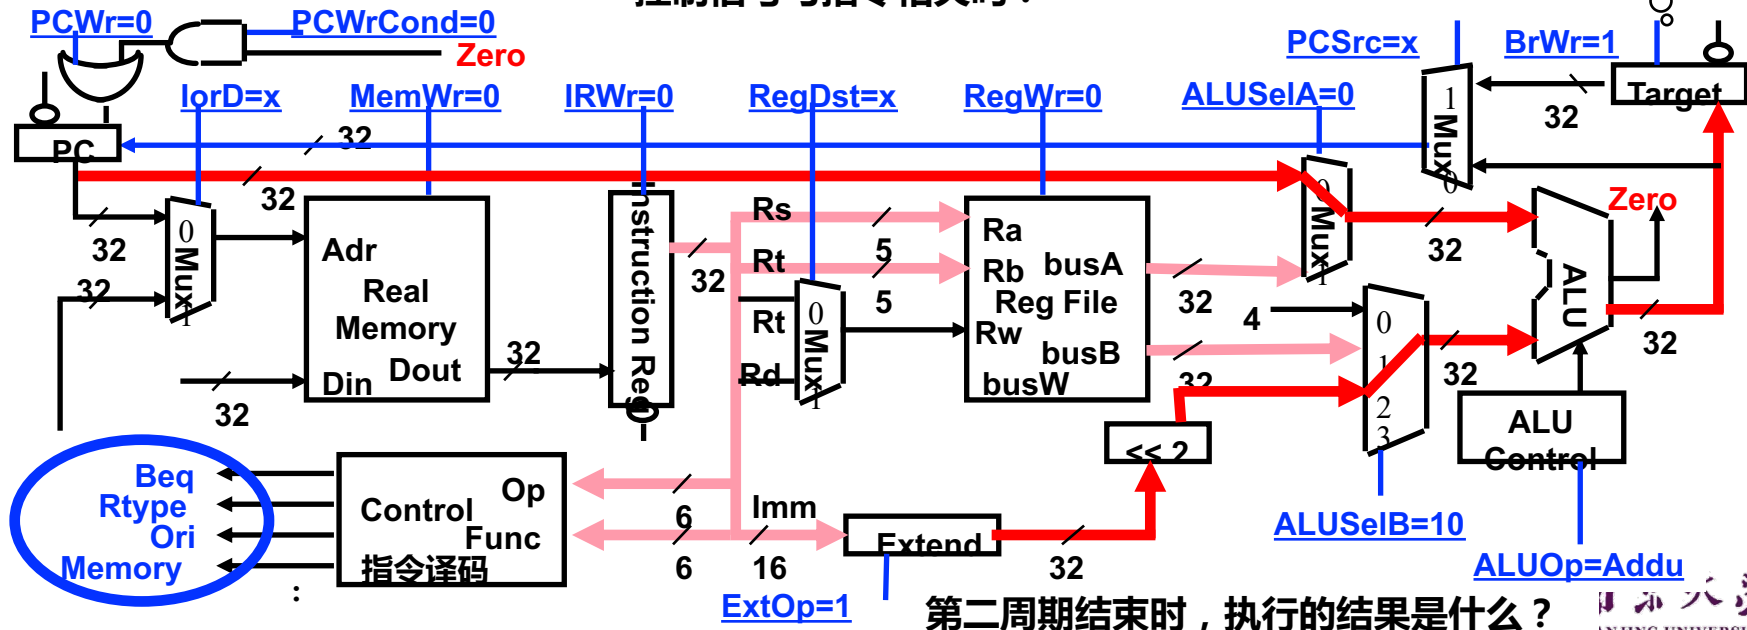 PCWr=0
PCWrCond=0
Zero
PCSrc=x
BrWr=1
IorD=x
MemWr=0
IRWr=0
RegDst=x
RegWr=0
ALUSelA=0
Target
32
PC
32
32
1
Mux
0
32
0
Mux
1
32
Adr
Real
Memory
Din
Dout
32
32
Instruction Reg
32
Rs
5
Rt
5
Rt
0
Mux
1
Rd
Ra
Rb
busA
Reg File
Rw
busB
busW
32
32
0
Mux
1
32
4
0
1
2
3
32
Zero
ALU
32
ALU
Control
<< 2
Beq
Rtype
Ori
Memory
:
Op
Control
Func
指令译码
6
6
Imm
16
Extend
32
ExtOp=1
ALUSelB=10
ALUOp=Addu
第二周期结束时，执行的结果是什么？